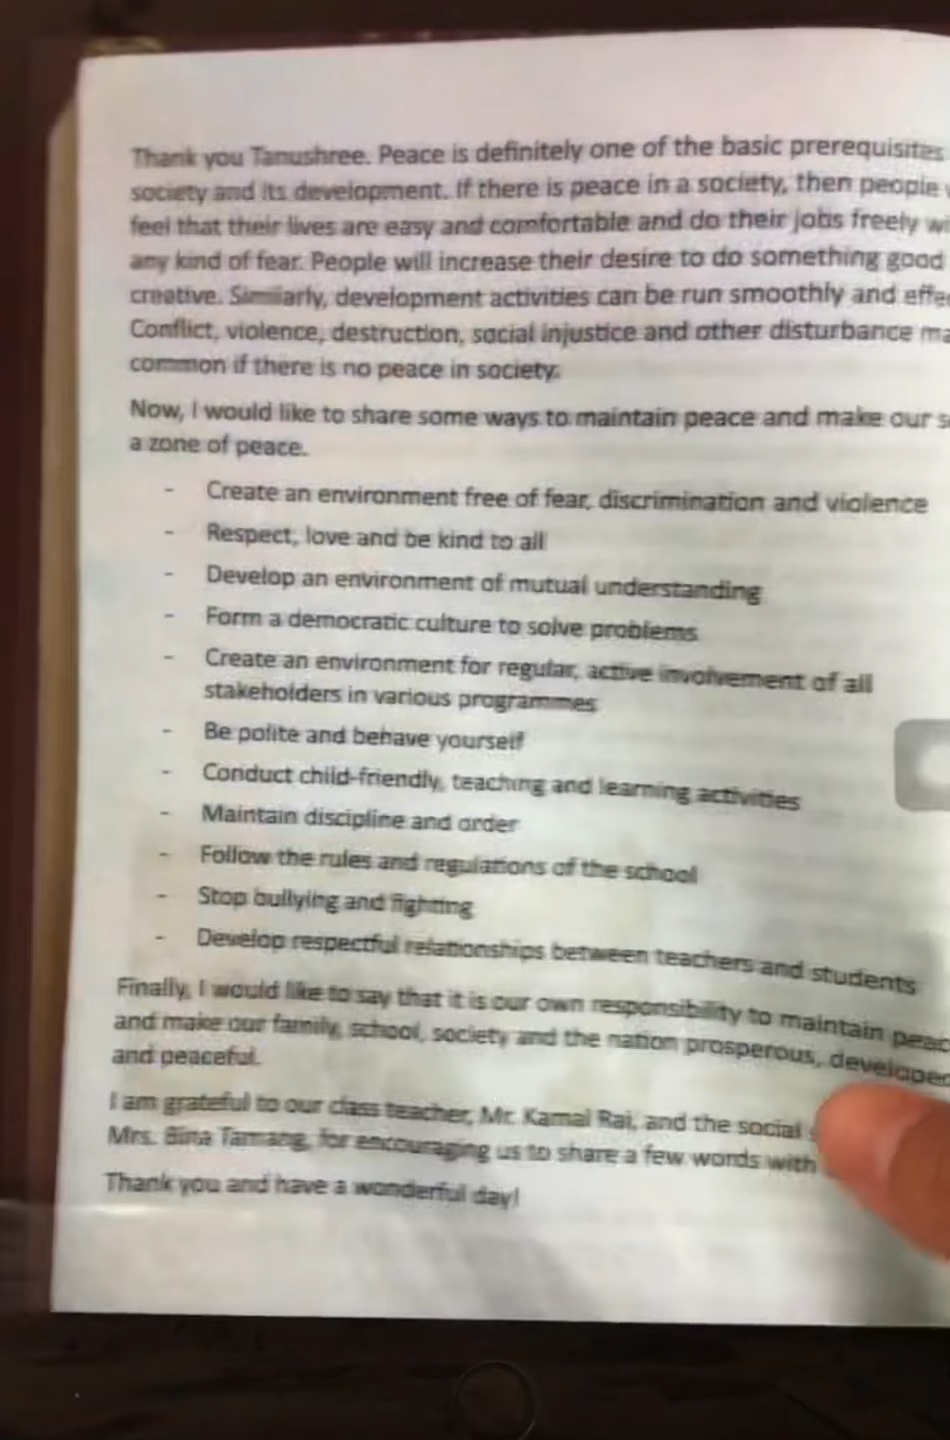 Thank you Tanushree. Peace is definitely one of the basic prerequisites
society and its development. If there is peace in a society, then people
feel that their lives are easy and comfortable and do their jobs freely
any kind of fear. People will increase their desire to do something good
creative. Similarly, development activities can be run smoothly and
Conflict, violence, destruction, social injustice and other disturbance
common if there is no peace in society.
Now, I would like to share some ways to maintain peace and make our
a zone of peace.
- Create an environment free of fear, discrimination and violence
- Respect, love and be kind to all
- Develop an environment of mutual understanding
- Form a democratic culture to solve problems
- Create an environment for regular, active involvement of all
stakeholders in various programmes
- Be polite and behave yourself
- Conduct child-friendly, teaching and learning activities
- Maintain discipline and order
- Follow the rules and regulations of the school
- Stop bullying and fighting
- Develop respectful relationships between teachers and students
Finally, I would like to say that it is our own responsibility to maintain
and make our family, school, society and the nation prosperous, developed
and peaceful.
I am grateful to our class teacher, Mr. Kamal Rai, and the social
Mrs. Bina Tamang, for encouraging us to share a few words with
Thank you and have a wonderful day!